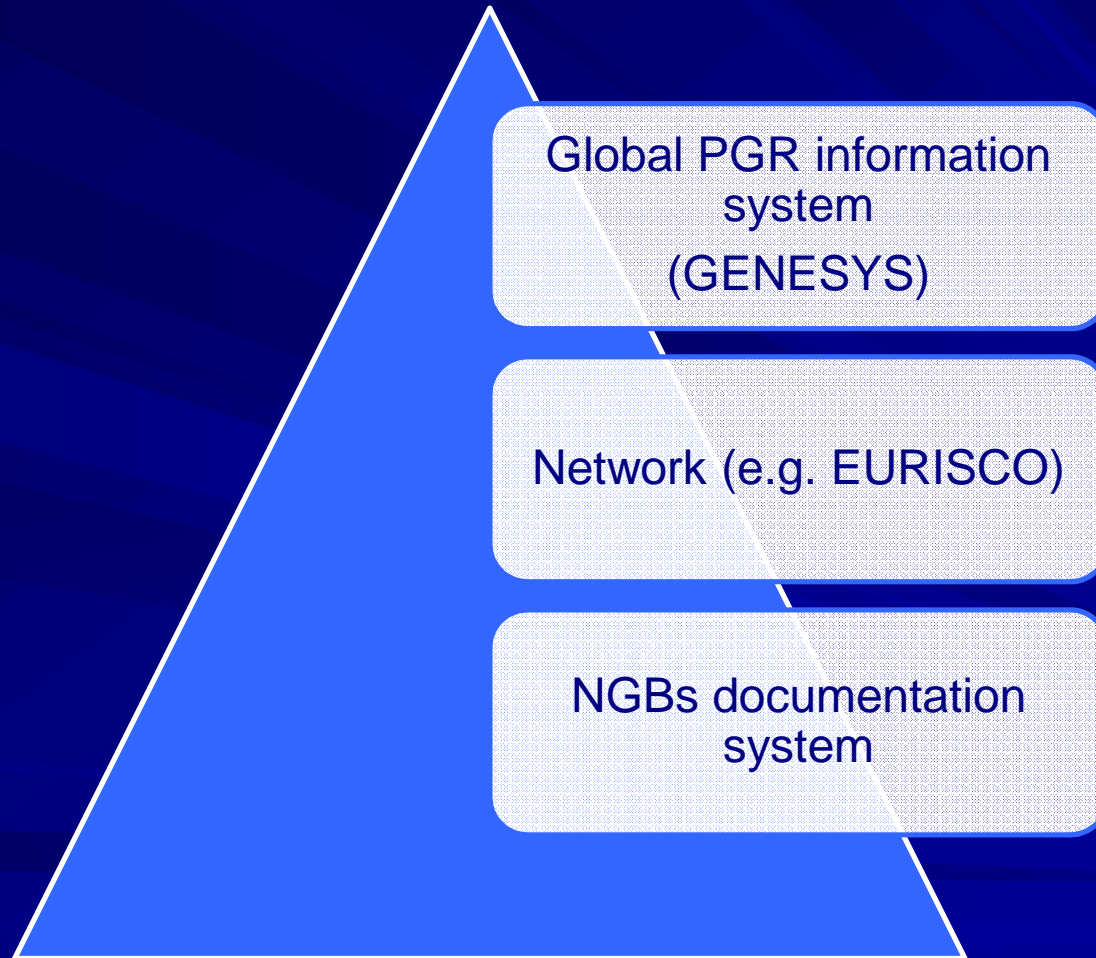 Global PGR information
system
(GENESYS)
Network (e.g. EURISCO)
NGBs documentation
system